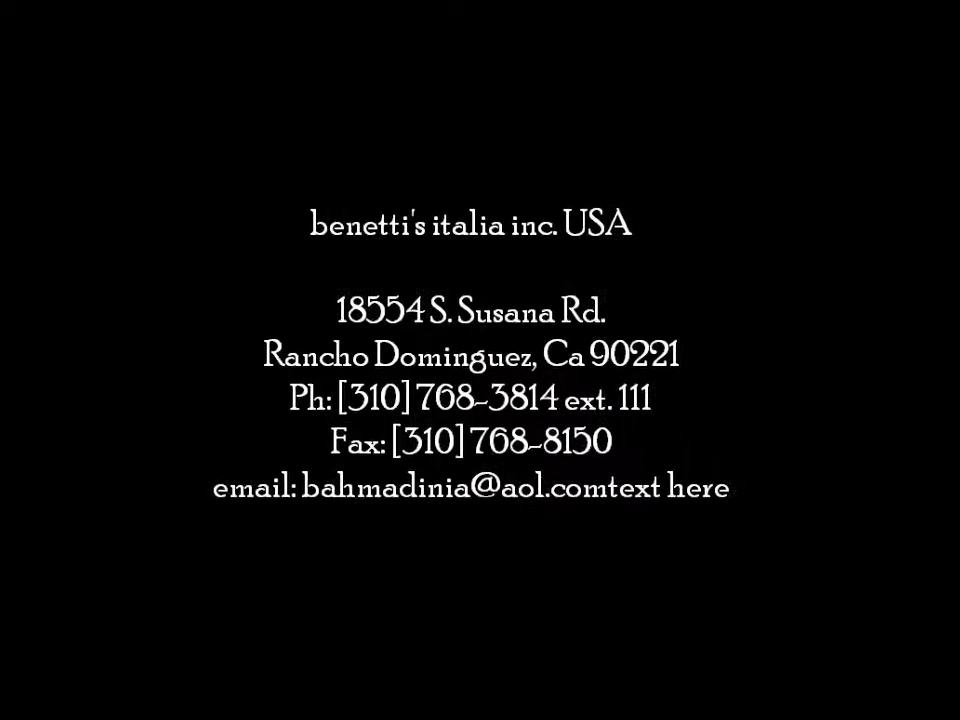 benetti's italia inc. USA
18554 S. Susana Rd.
Rancho Dominguez, Ca 90221
Ph: [310] 768-3814 ext. 111
Fax: [310] 768-8150
email: bahmadinia@aol.comtext here